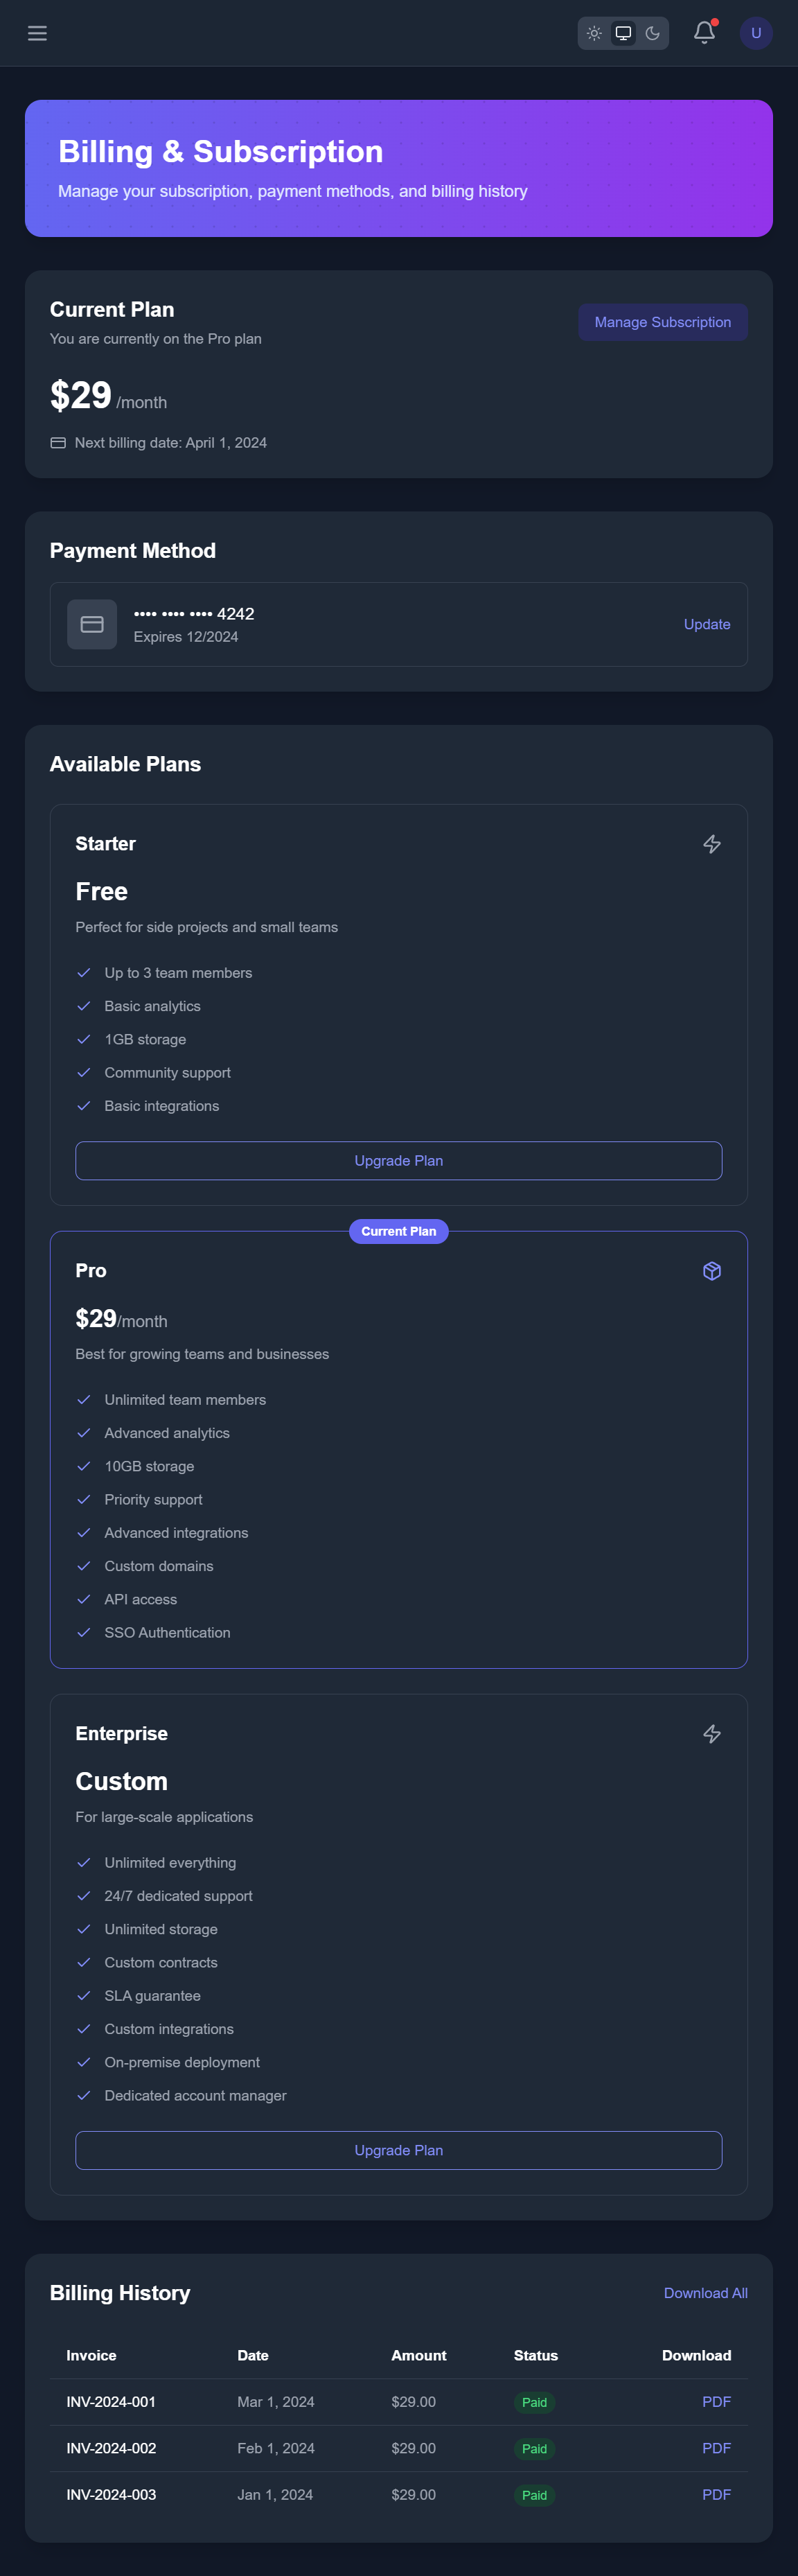 U
Billing & Subscription
Manage your subscription, payment methods, and billing history
Current Plan
You are currently on the Pro plan
Manage Subscription
$29 /month
Next billing date: April 1, 2024
Payment Method
•••• •••• •••• 4242
Expires 12/2024
Update
Available Plans
Starter
Free
Perfect for side projects and small teams
Up to 3 team members
Basic analytics
1GB storage
Community support
Basic integrations
Upgrade Plan
Current Plan
Pro
$29/month
Best for growing teams and businesses
Unlimited team members
Advanced analytics
10GB storage
Priority support
Advanced integrations
Custom domains
API access
SSO Authentication
Enterprise
Custom
For large-scale applications
Unlimited everything
24/7 dedicated support
Unlimited storage
Custom contracts
SLA guarantee
Custom integrations
On-premise deployment
Dedicated account manager
Upgrade Plan
Billing History
Download All
Invoice Date Amount Status Download
INV-2024-001 Mar 1, 2024 $29.00 Paid PDF
INV-2024-002 Feb 1, 2024 $29.00 Paid PDF
INV-2024-003 Jan 1, 2024 $29.00 Paid PDF